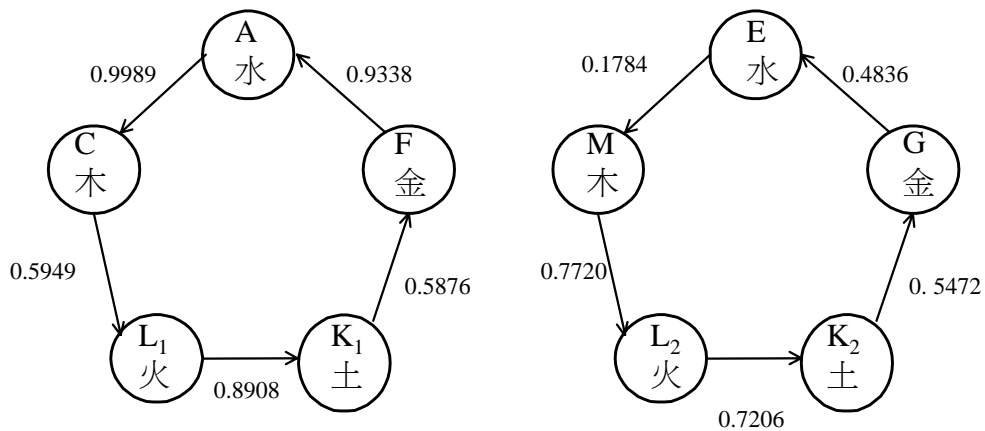 A
水
0.9989
0.9338
C
木
F
金
0.5949
0.5876
L₁
火
0.8908
K₁
土
E
水
0.1784
0.4836
M
木
G
金
0.7720
0. 5472
L₂
火
0.7206
K₂
土